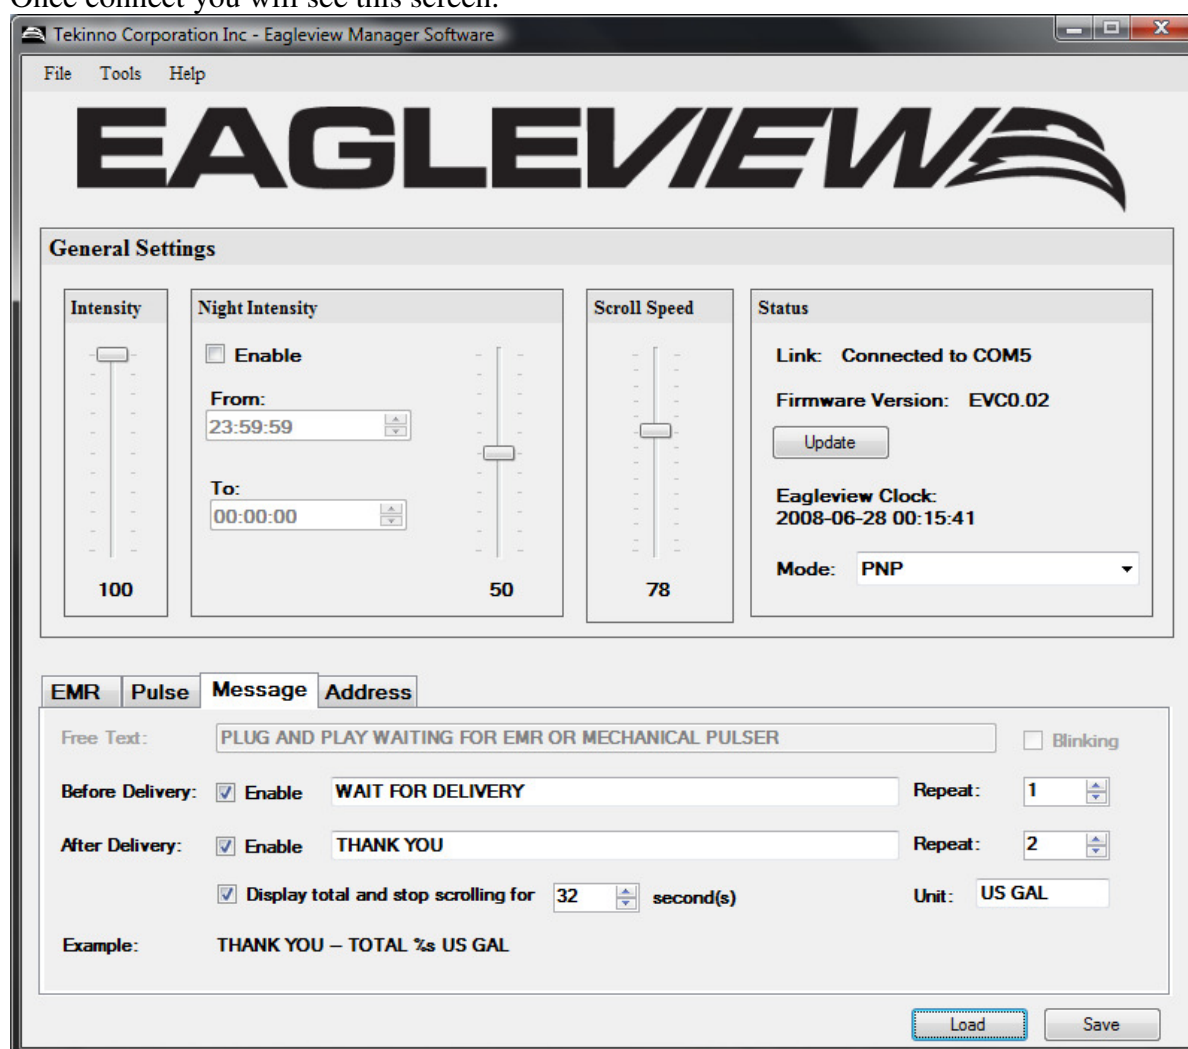 Once connect you will see this screen.
Tekinno Corporation Inc - Eagleview Manager Software
File Tools Help
EAGLEVIEW
General Settings
Intensity
100
Night Intensity
Enable
From:
23:59:59
To:
00:00:00
50
Scroll Speed
78
Status
Link: Connected to COM5
Firmware Version: EVC0.02
Update
Eagleview Clock:
2008-06-28 00:15:41
Mode: PNP
EMR Pulse Message Address
Free Text: PLUG AND PLAY WAITING FOR EMR OR MECHANICAL PULSER Blinking
Before Delivery: Enable WAIT FOR DELIVERY Repeat: 1
After Delivery: Enable THANK YOU Repeat: 2
Display total and stop scrolling for 32 second(s) Unit: US GAL
Example: THANK YOU – TOTAL %s US GAL
Load Save